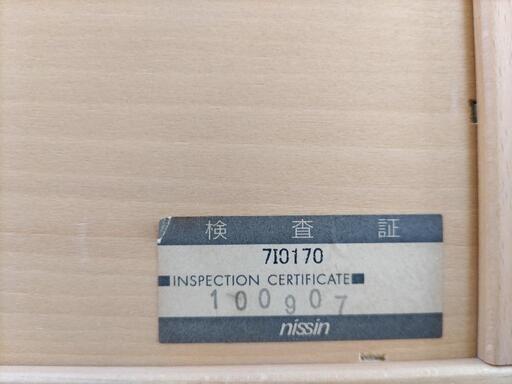 検査証
7I0170
INSPECTION CERTIFICATE
100907
nissin